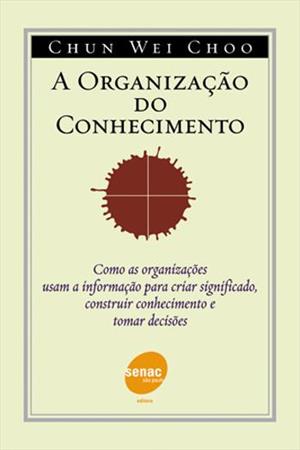 CHUN WEI CHOO
A ORGANIZAÇÃO
DO
CONHECIMENTO
Como as organizações
usam a informação para criar significado,
construir conhecimento e
tomar decisões
senac
são paulo
editora